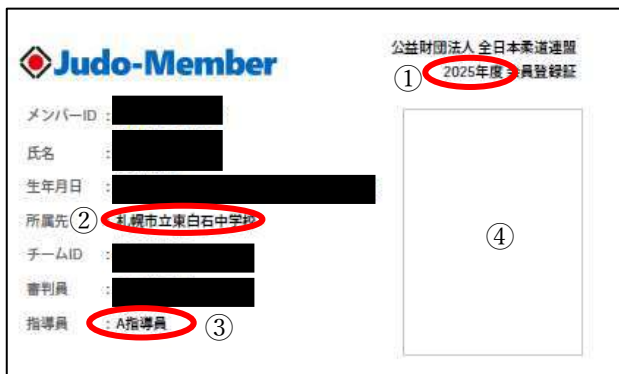 公益財団法人 全日本柔道連盟
Judo-Member
① 2025年度 会員登録証
メンバーID :
氏名 :
生年月日 :
所属先 ② : 札幌市立東白石中学校
チームID :
審判員 :
指導員 : A指導員 ③
④